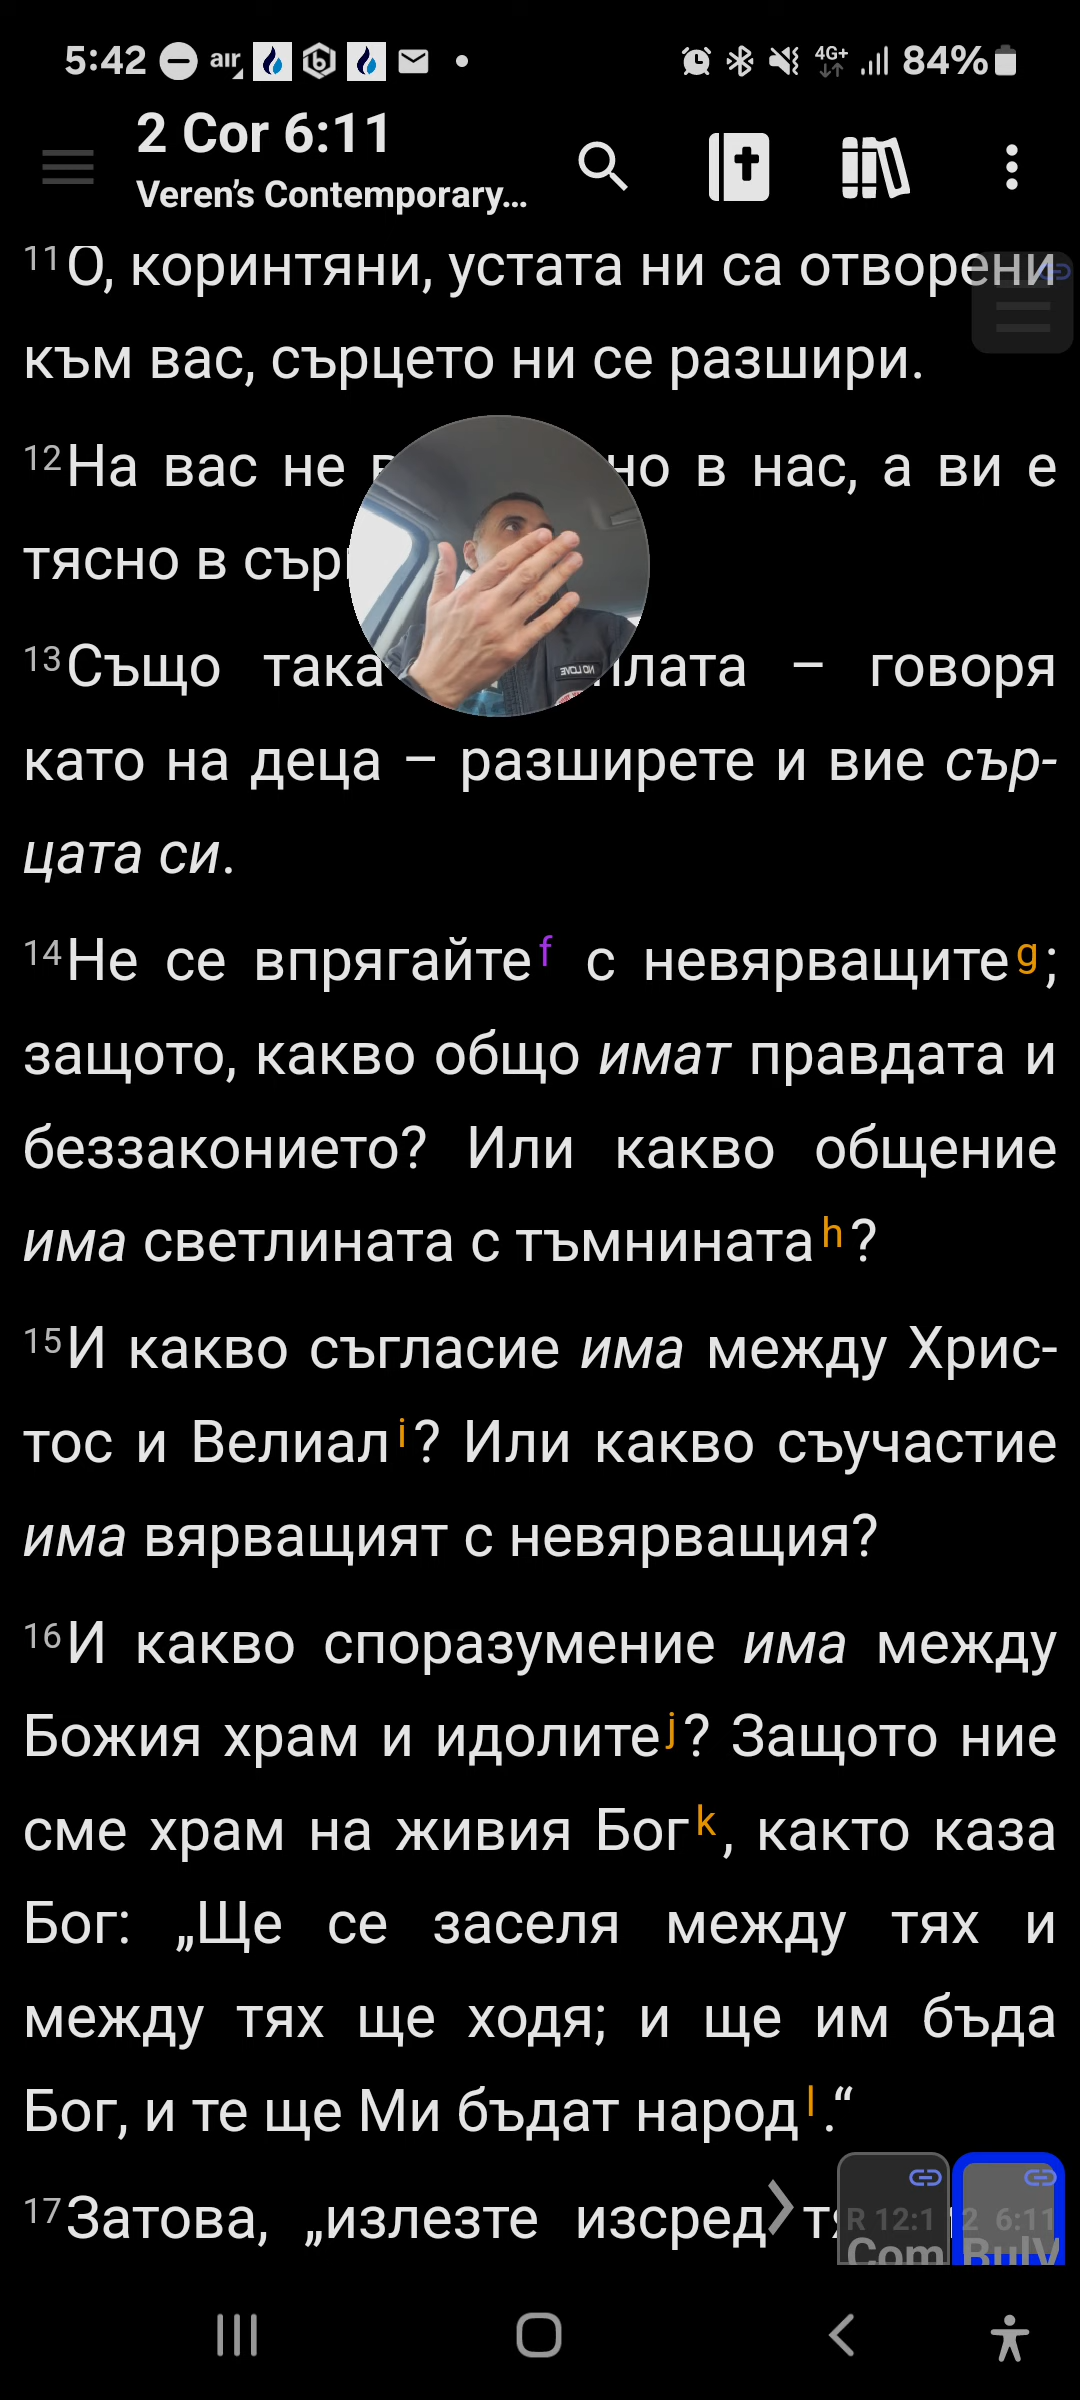 5:42 air 4G+ 84%
2 Cor 6:11
Veren’s Contemporary...
11 О, коринтяни, устата ни са отворени
към вас, сърцето ни се разшири.
12 На вас не но в нас, а ви е
тясно в
13 Също така – говоря
като на деца – разширете и вие сър-
цата си.
14 Не се впрягайте f с невярващите g;
защото, какво общо имат правдата и
беззаконието? Или какво общение
има светлината с тъмнината h?
15 И какво съгласие има между Хрис-
тос и Велиал i? Или какво съучастие
има вярващият с невярващия?
16 И какво споразумение има между
Божия храм и идолите j? Защото ние
сме храм на живия Бог k, както каза
Бог: „Ще се заселя между тях и
между тях ще ходя; и ще им бъда
Бог, и те ще Ми бъдат народ l.“
17 Затова, „излезте изсред
R 12:1 2 6:11
Com BulV